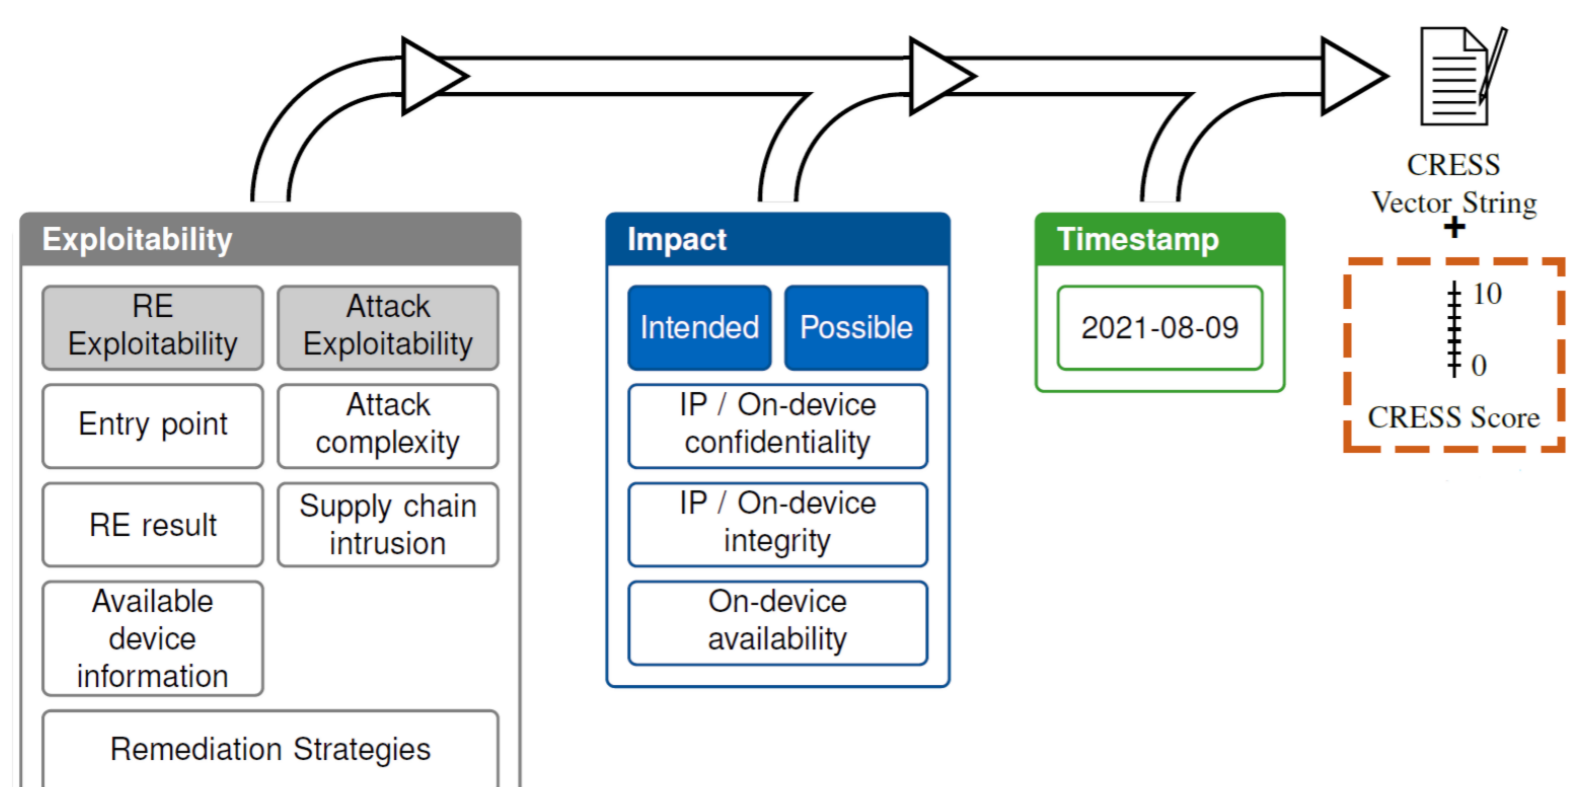 CRESS
Vector String
+
10
0
CRESS Score
Exploitability
RE
Exploitability
Attack
Exploitability
Entry point
Attack
complexity
RE result
Supply chain
intrusion
Available
device
information
Remediation Strategies
Impact
Intended
Possible
IP / On-device
confidentiality
IP / On-device
integrity
On-device
availability
Timestamp
2021-08-09